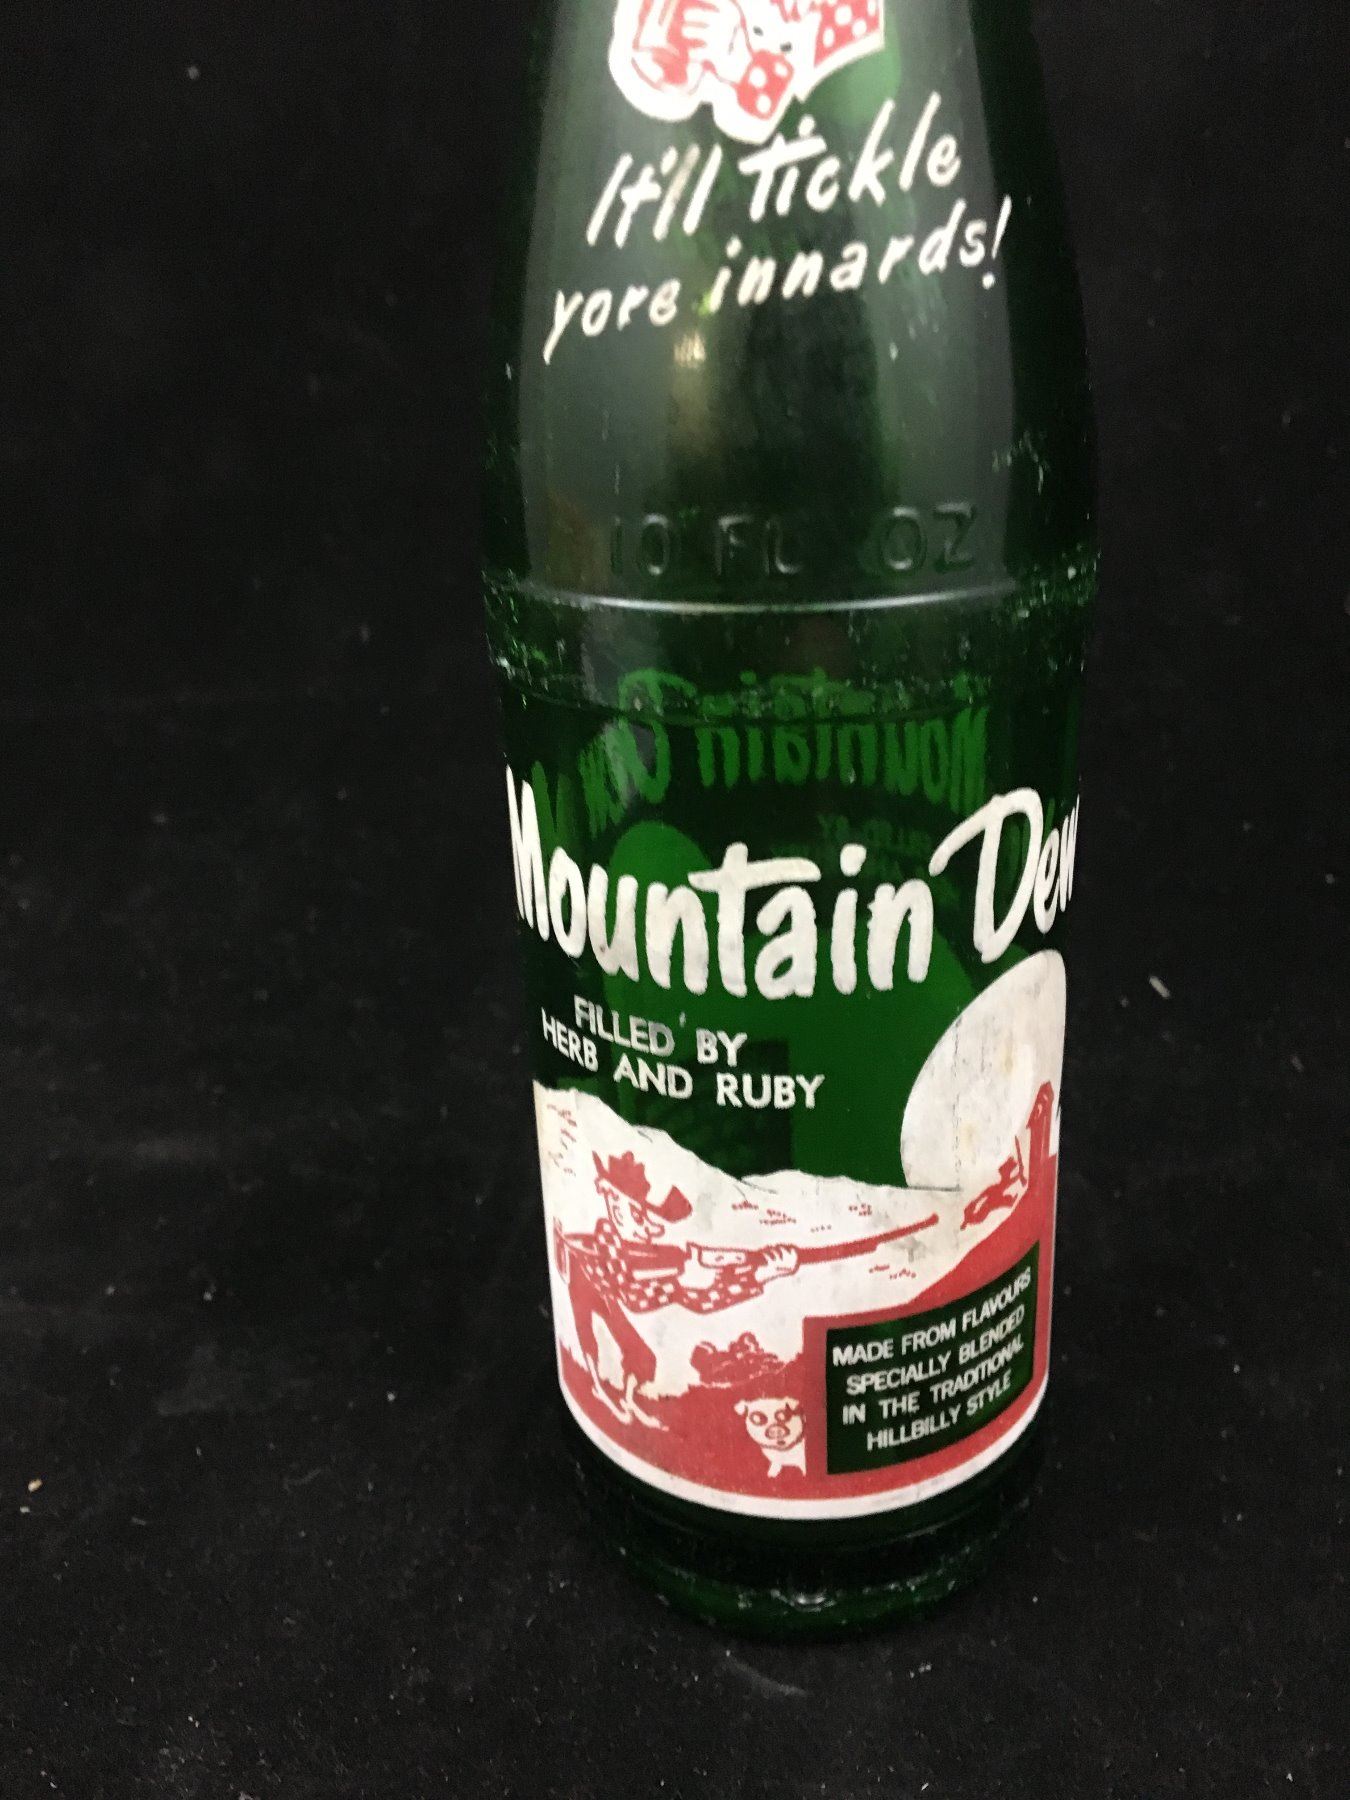 It'll tickle
yore innards!
10 FL OZ
Mountain Dew
FILLED BY
HERB AND RUBY
MADE FROM FLAVOURS
SPECIALLY BLENDED
IN THE TRADITIONAL
HILLBILLY STYLE